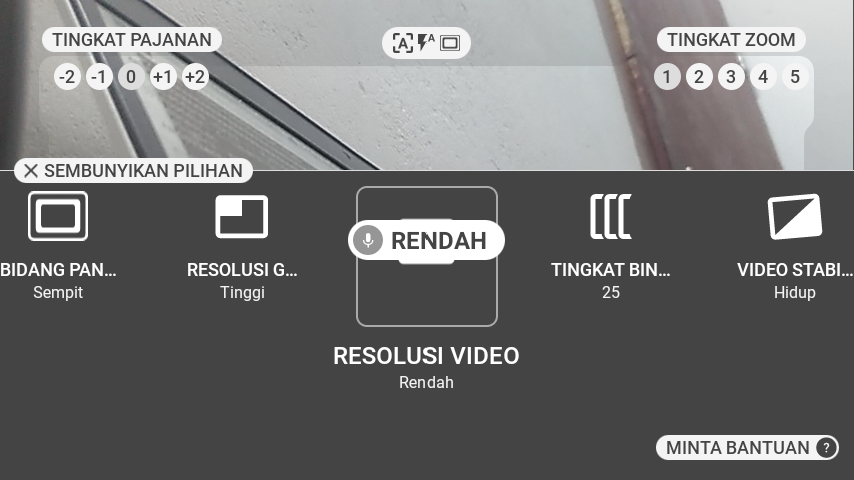 TINGKAT PAJANAN
A A
TINGKAT ZOOM
-2 -1 0 +1 +2
1 2 3 4 5
SEMBUNYIKAN PILIHAN
RENDAH
BIDANG PAN...
Sempit
RESOLUSI G...
Tinggi
RESOLUSI VIDEO
Rendah
TINGKAT BIN...
25
VIDEO STABI...
Hidup
MINTA BANTUAN ?